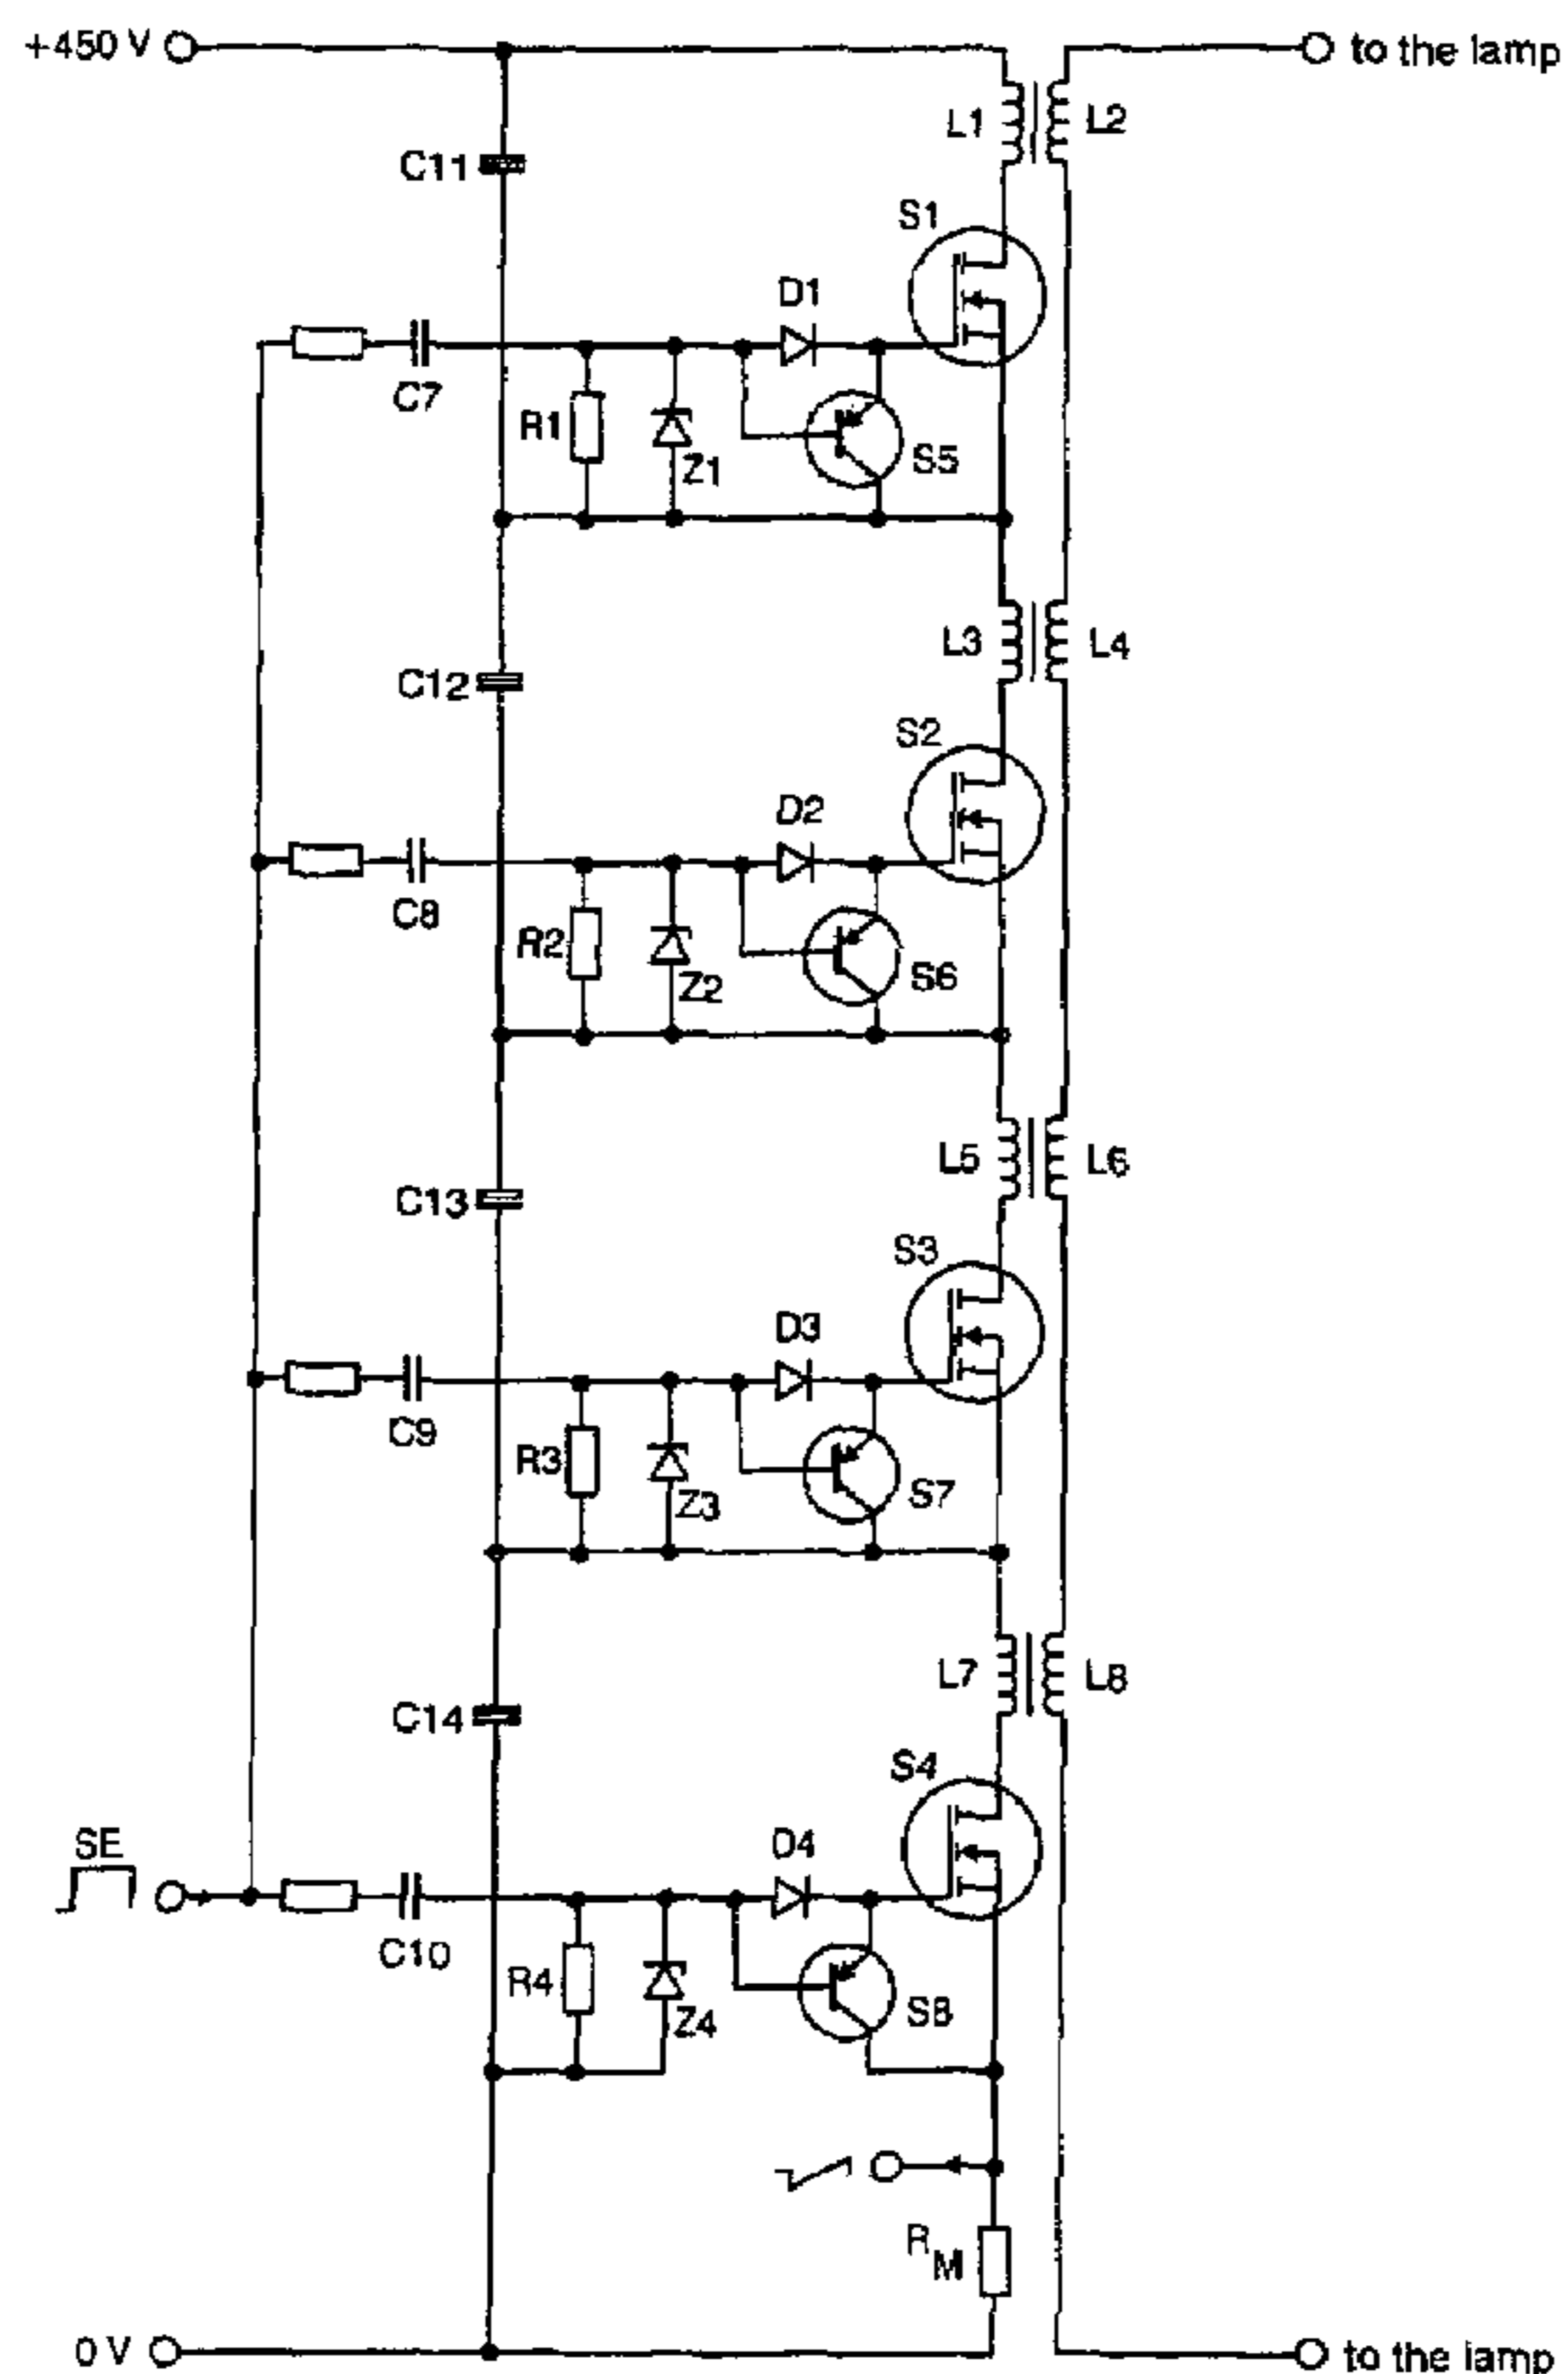 +450 V
to the lamp
L1
L2
C11
S1
D1
C7
R1
Z1
S5
L3
L4
C12
S2
D2
C8
R2
Z2
S6
L5
L6
C13
S3
D3
C9
R3
Z3
S7
L7
L8
C14
S4
SE
D4
C10
R4
Z4
S8
RM
0 V
to the lamp